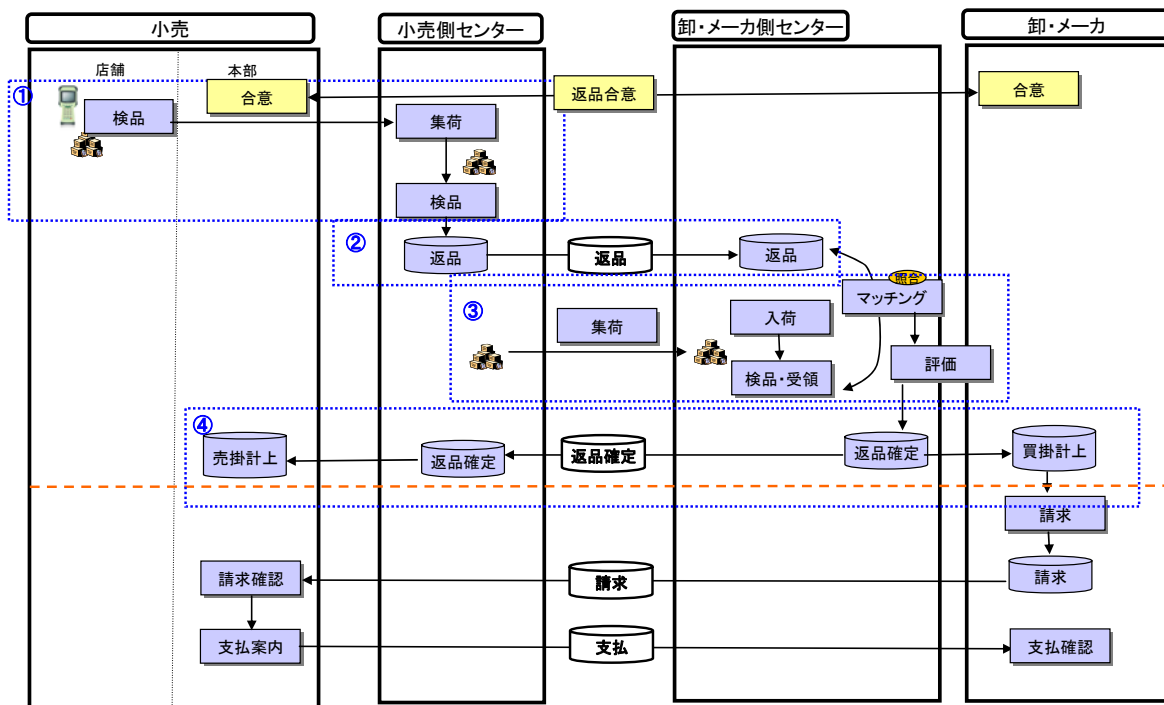 小売
小売側センター
卸・メーカ側センター
卸・メーカ
店舗
本部
①
検品
合意
返品合意
合意
集荷
検品
②
返品
返品
返品
照合
マッチング
③
集荷
入荷
検品・受領
評価
④
売掛計上
返品確定
返品確定
返品確定
買掛計上
請求
請求確認
請求
請求
支払案内
支払
支払確認